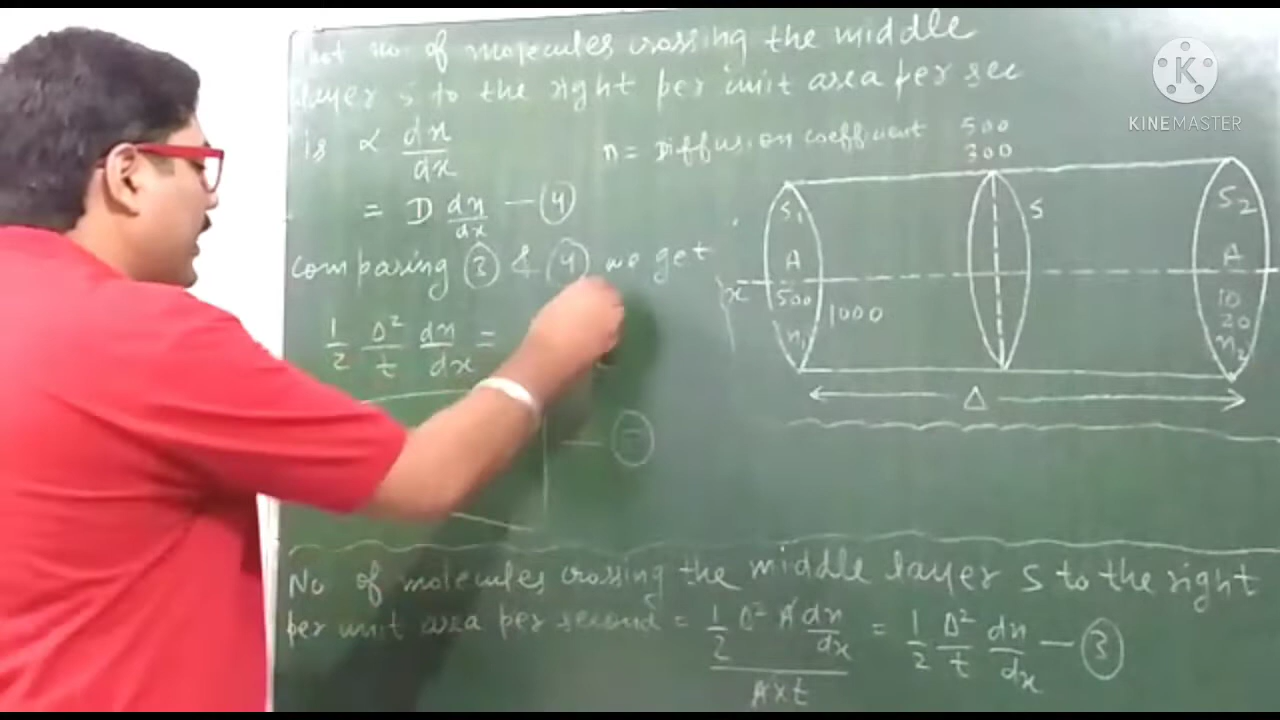 not no of molecules crossing the middle
layer S to the right per unit area per sec
is ∝ dn/dx
= D dn/dx — (4)
Comparing (3) & (4) we get
1/2 Δ²/t dn/dx =
D = Diffusion coefficient
500
300
S₁
S
S₂
A
A
x
500
1000
10
20
n₁
n₂
Δ
No of molecules crossing the middle layer S to the right
per unit area per second = 1/2 Δ² A dn/dx / A×t = 1/2 Δ²/t dn/dx — (3)
K
KINEMASTER